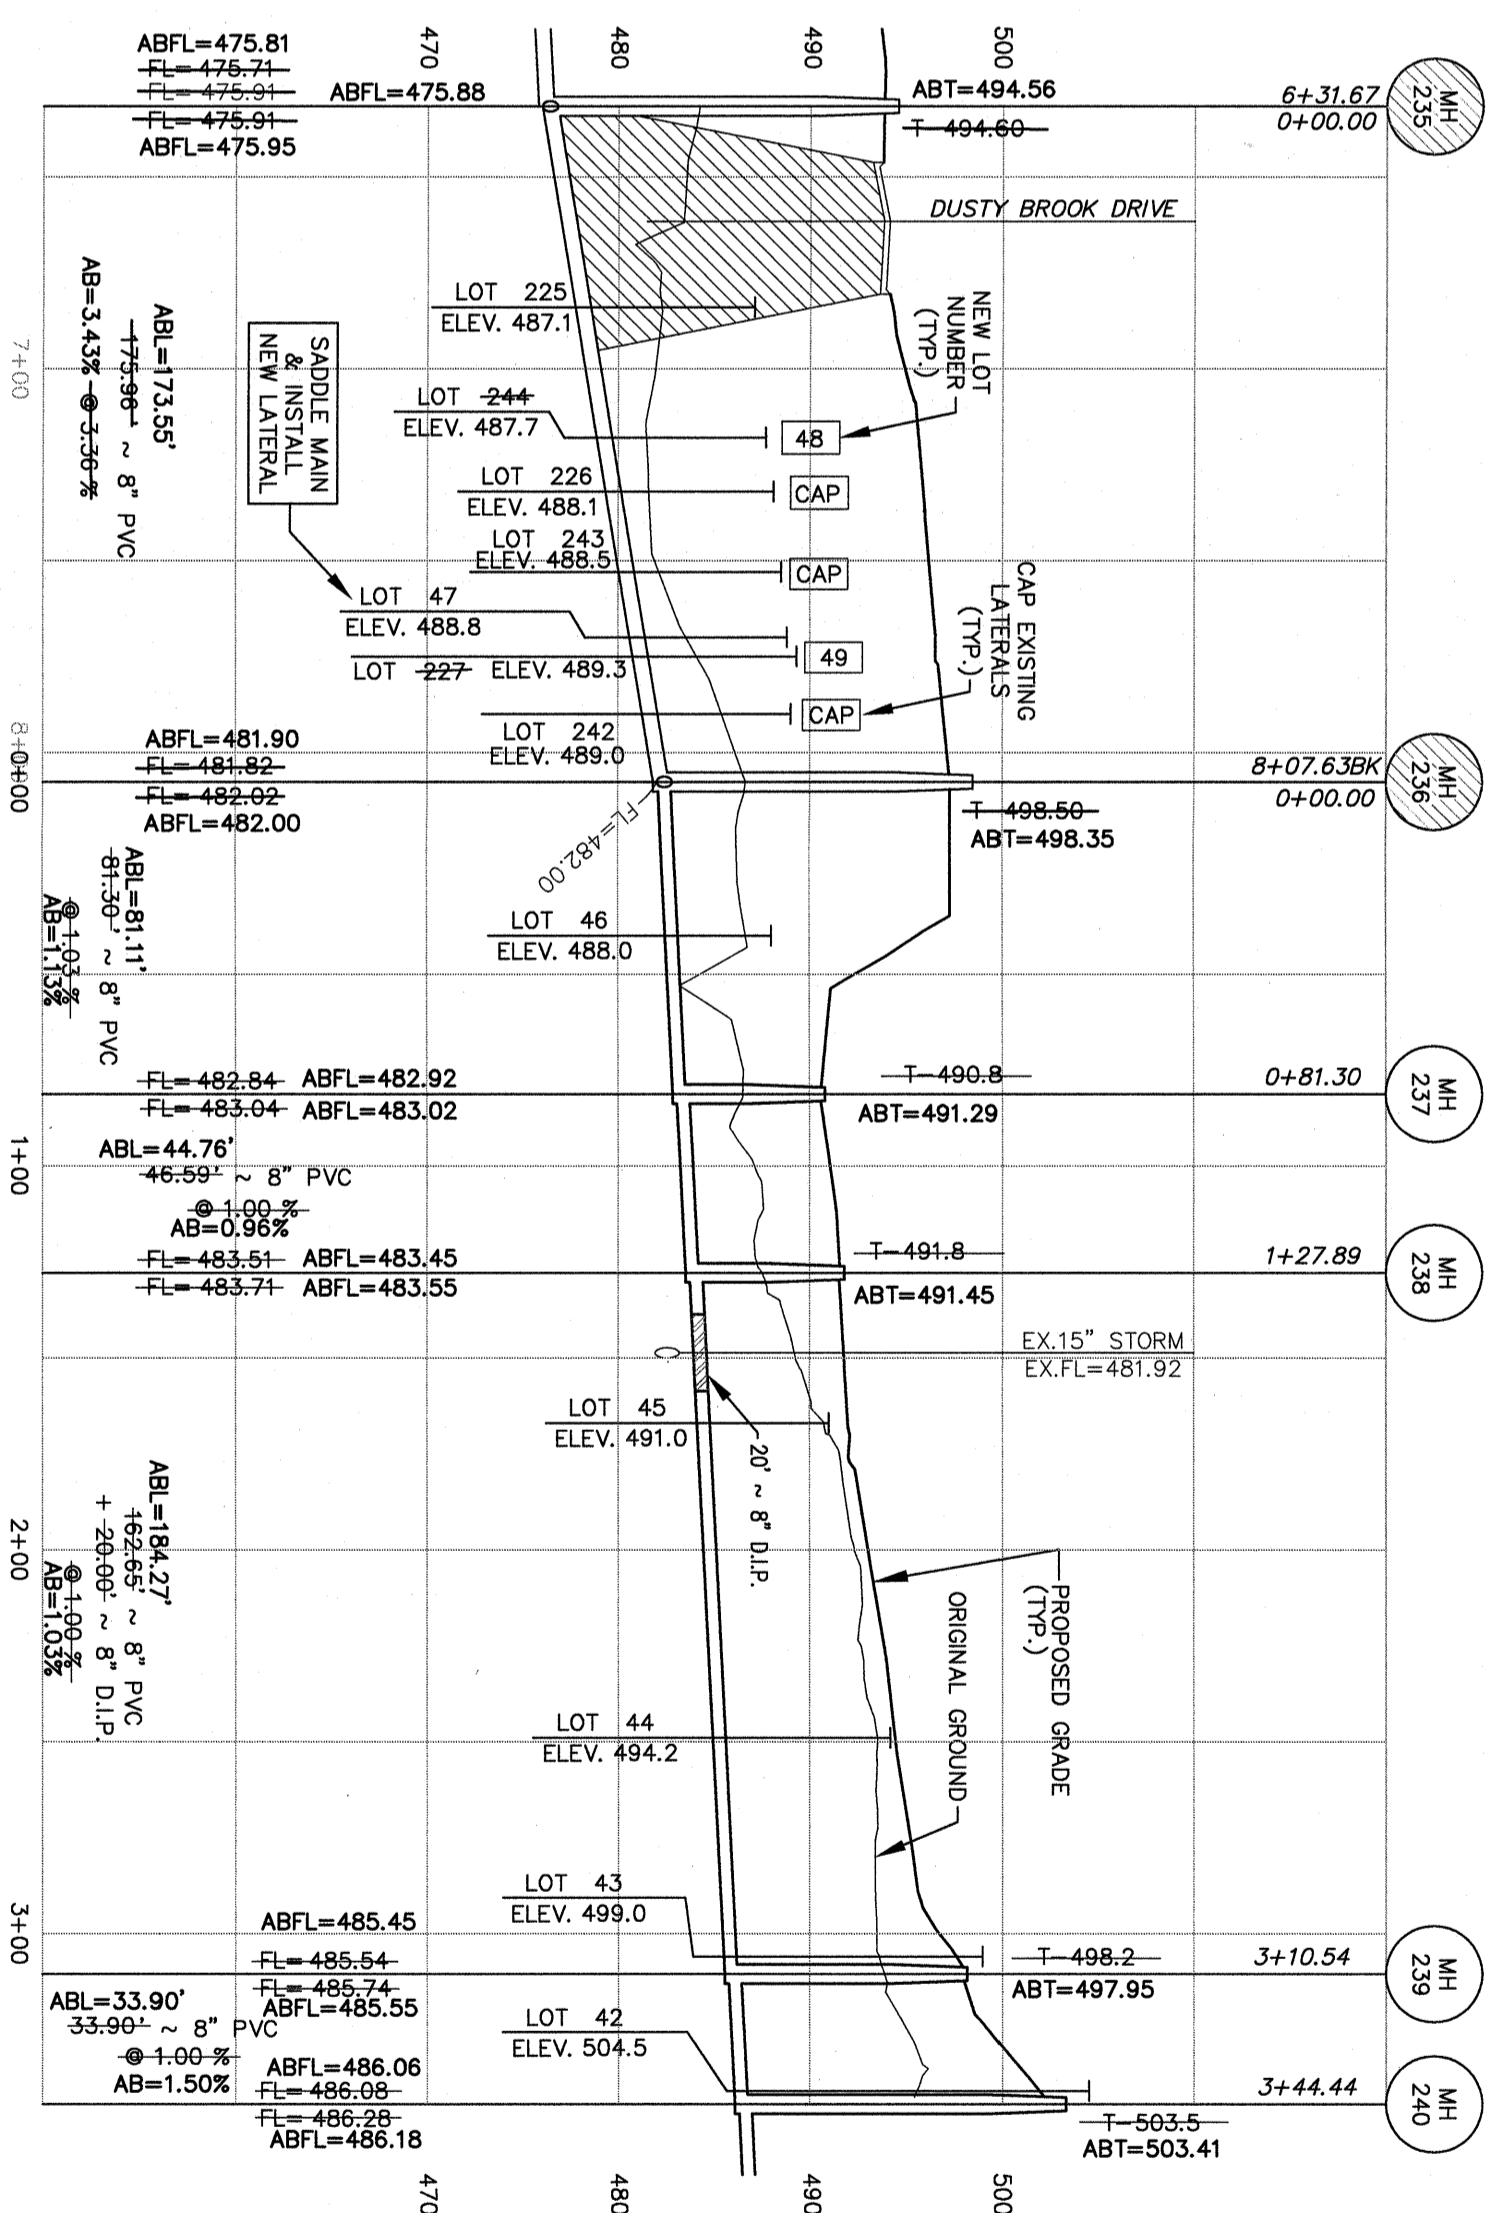 470
480
490
500
ABFL=475.81
FL=475.71
FL=475.91
FL=475.91
ABFL=475.95
ABFL=475.88
ABT=494.56
T-494.60
6+31.67
0+00.00
MH
235
DUSTY BROOK DRIVE
LOT 225
ELEV. 487.1
NEW LOT
NUMBER
(TYP.)
7+00
ABL=173.55'
175.96' ~ 8" PVC
AB=3.43% @ 3.36 %
SADDLE MAIN
& INSTALL
NEW LATERAL
LOT 244
ELEV. 487.7
48
LOT 226
ELEV. 488.1
CAP
LOT 243
ELEV. 488.5
CAP
CAP EXISTING
LATERALS
(TYP.)
LOT 47
ELEV. 488.8
LOT 227 ELEV. 489.3
49
CAP
LOT 242
ELEV. 489.0
ABFL=481.90
FL=481.82
FL=482.02
ABFL=482.00
FL=482.00
8+07.63BK
0+00.00
MH
236
T-498.50
ABT=498.35
ABL=81.11'
81.30' ~ 8" PVC
@ 1.03 %
AB=1.13%
LOT 46
ELEV. 488.0
FL=482.84 ABFL=482.92
FL=483.04 ABFL=483.02
T-490.8
ABT=491.29
0+81.30
MH
237
1+00
ABL=44.76'
46.59' ~ 8" PVC
@ 1.00 %
AB=0.96%
FL=483.51 ABFL=483.45
FL=483.71 ABFL=483.55
T-491.8
ABT=491.45
1+27.89
MH
238
EX.15" STORM
EX.FL=481.92
LOT 45
ELEV. 491.0
20' ~ 8" D.I.P.
2+00
ABL=184.27'
162.65' ~ 8" PVC
+ 20.00' ~ 8" D.I.P.
@ 1.00 %
AB=1.03%
PROPOSED GRADE
(TYP.)
ORIGINAL GROUND
LOT 44
ELEV. 494.2
LOT 43
ELEV. 499.0
3+00
ABFL=485.45
FL=485.54
FL=485.74
ABFL=485.55
T-498.2
ABT=497.95
3+10.54
MH
239
ABL=33.90'
33.90' ~ 8" PVC
@ 1.00 %
AB=1.50%
LOT 42
ELEV. 504.5
ABFL=486.06
FL=486.08
FL=486.28
ABFL=486.18
3+44.44
MH
240
T-503.5
ABT=503.41
470
480
490
500